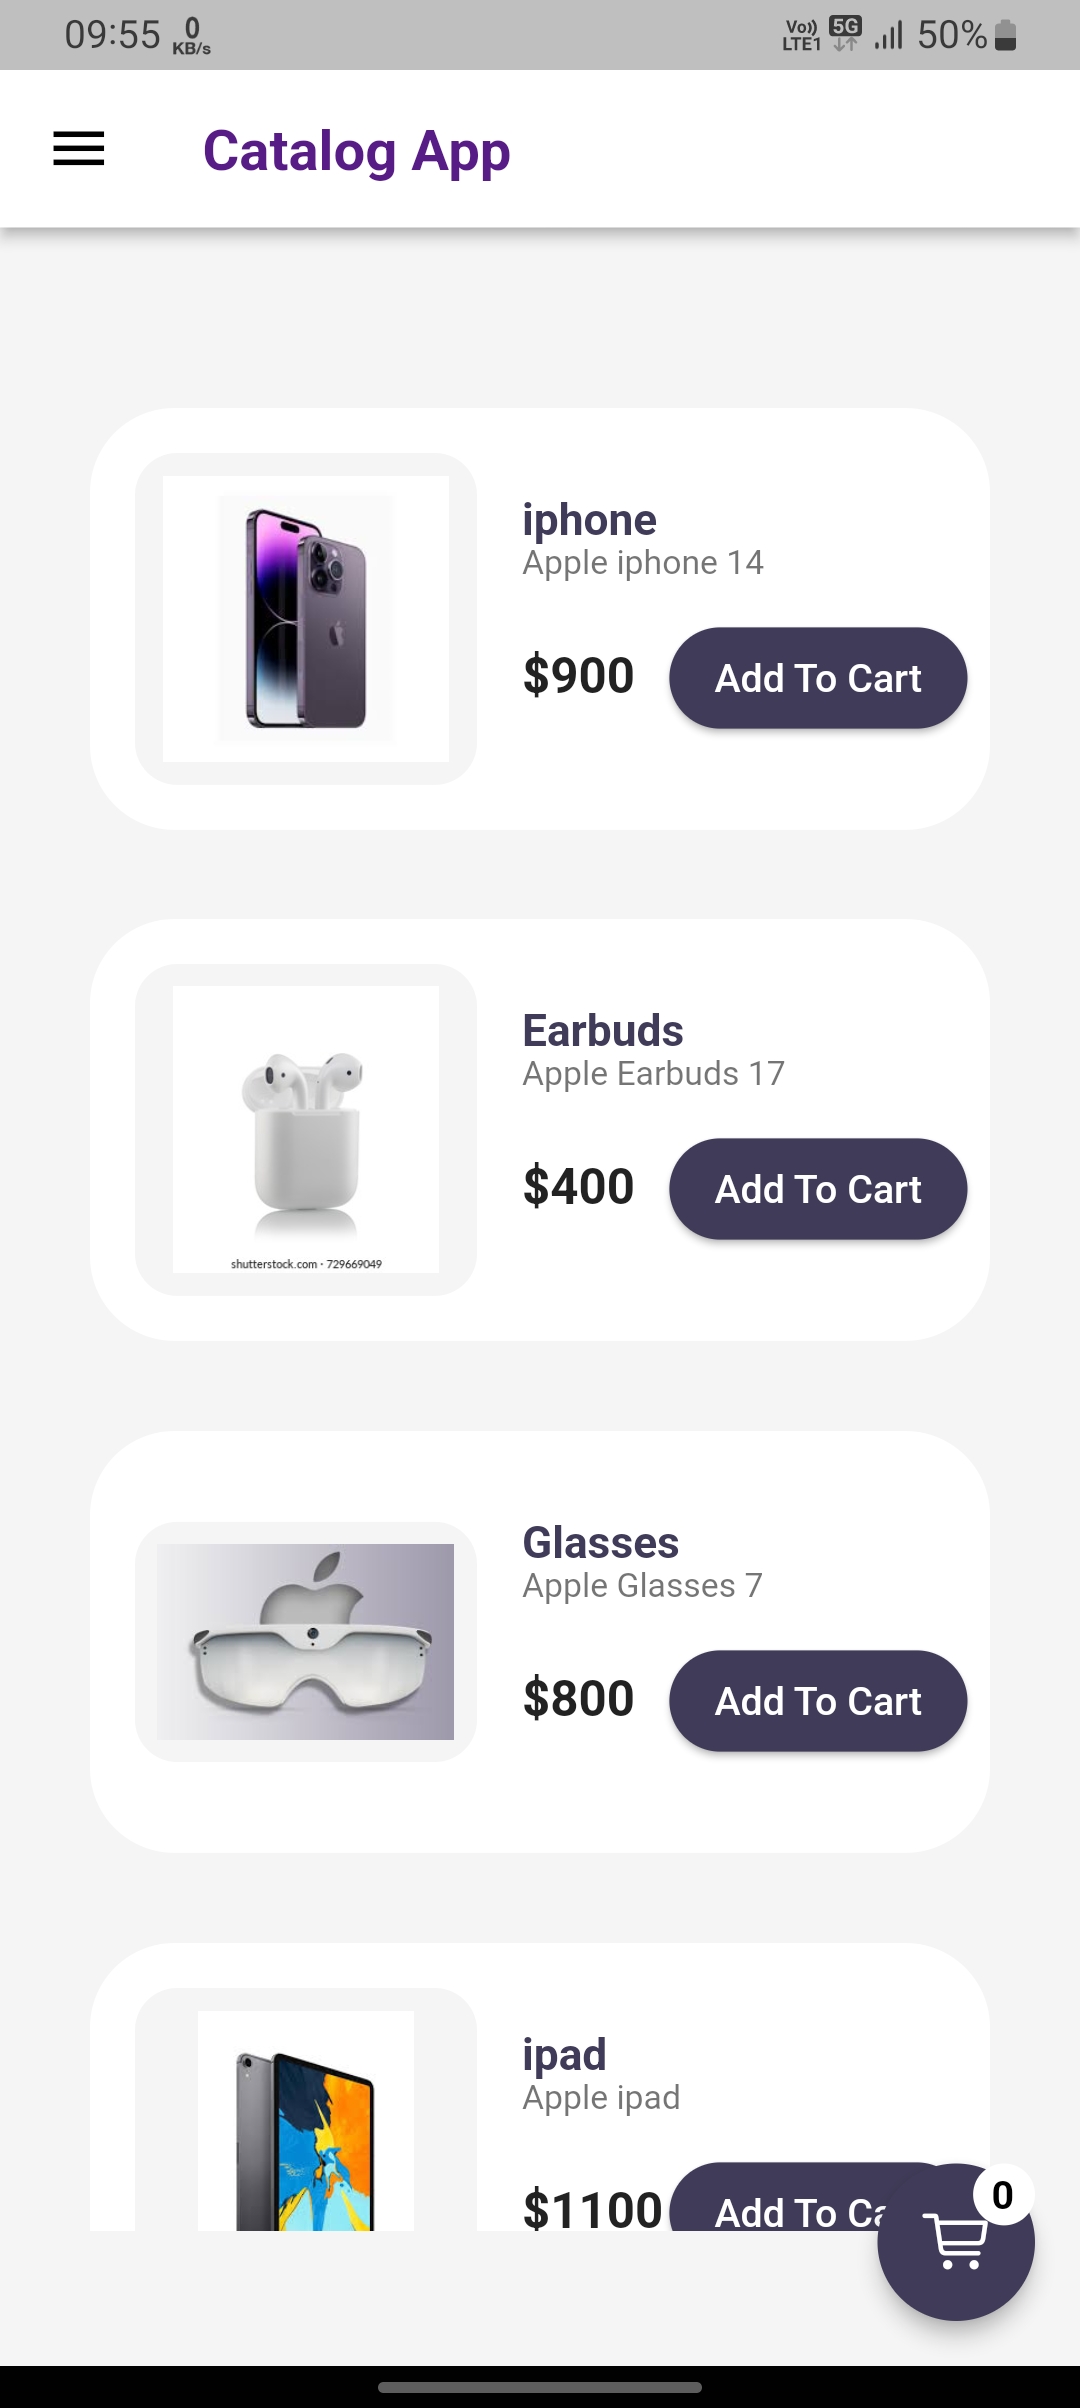 09:55 0 KB/s Vo)) LTE1 5G 50%
Catalog App
iphone
Apple iphone 14
$900 Add To Cart
Earbuds
Apple Earbuds 17
$400 Add To Cart
shutterstock.com · 729669049
Glasses
Apple Glasses 7
$800 Add To Cart
ipad
Apple ipad
$1100 Add To Ca
0